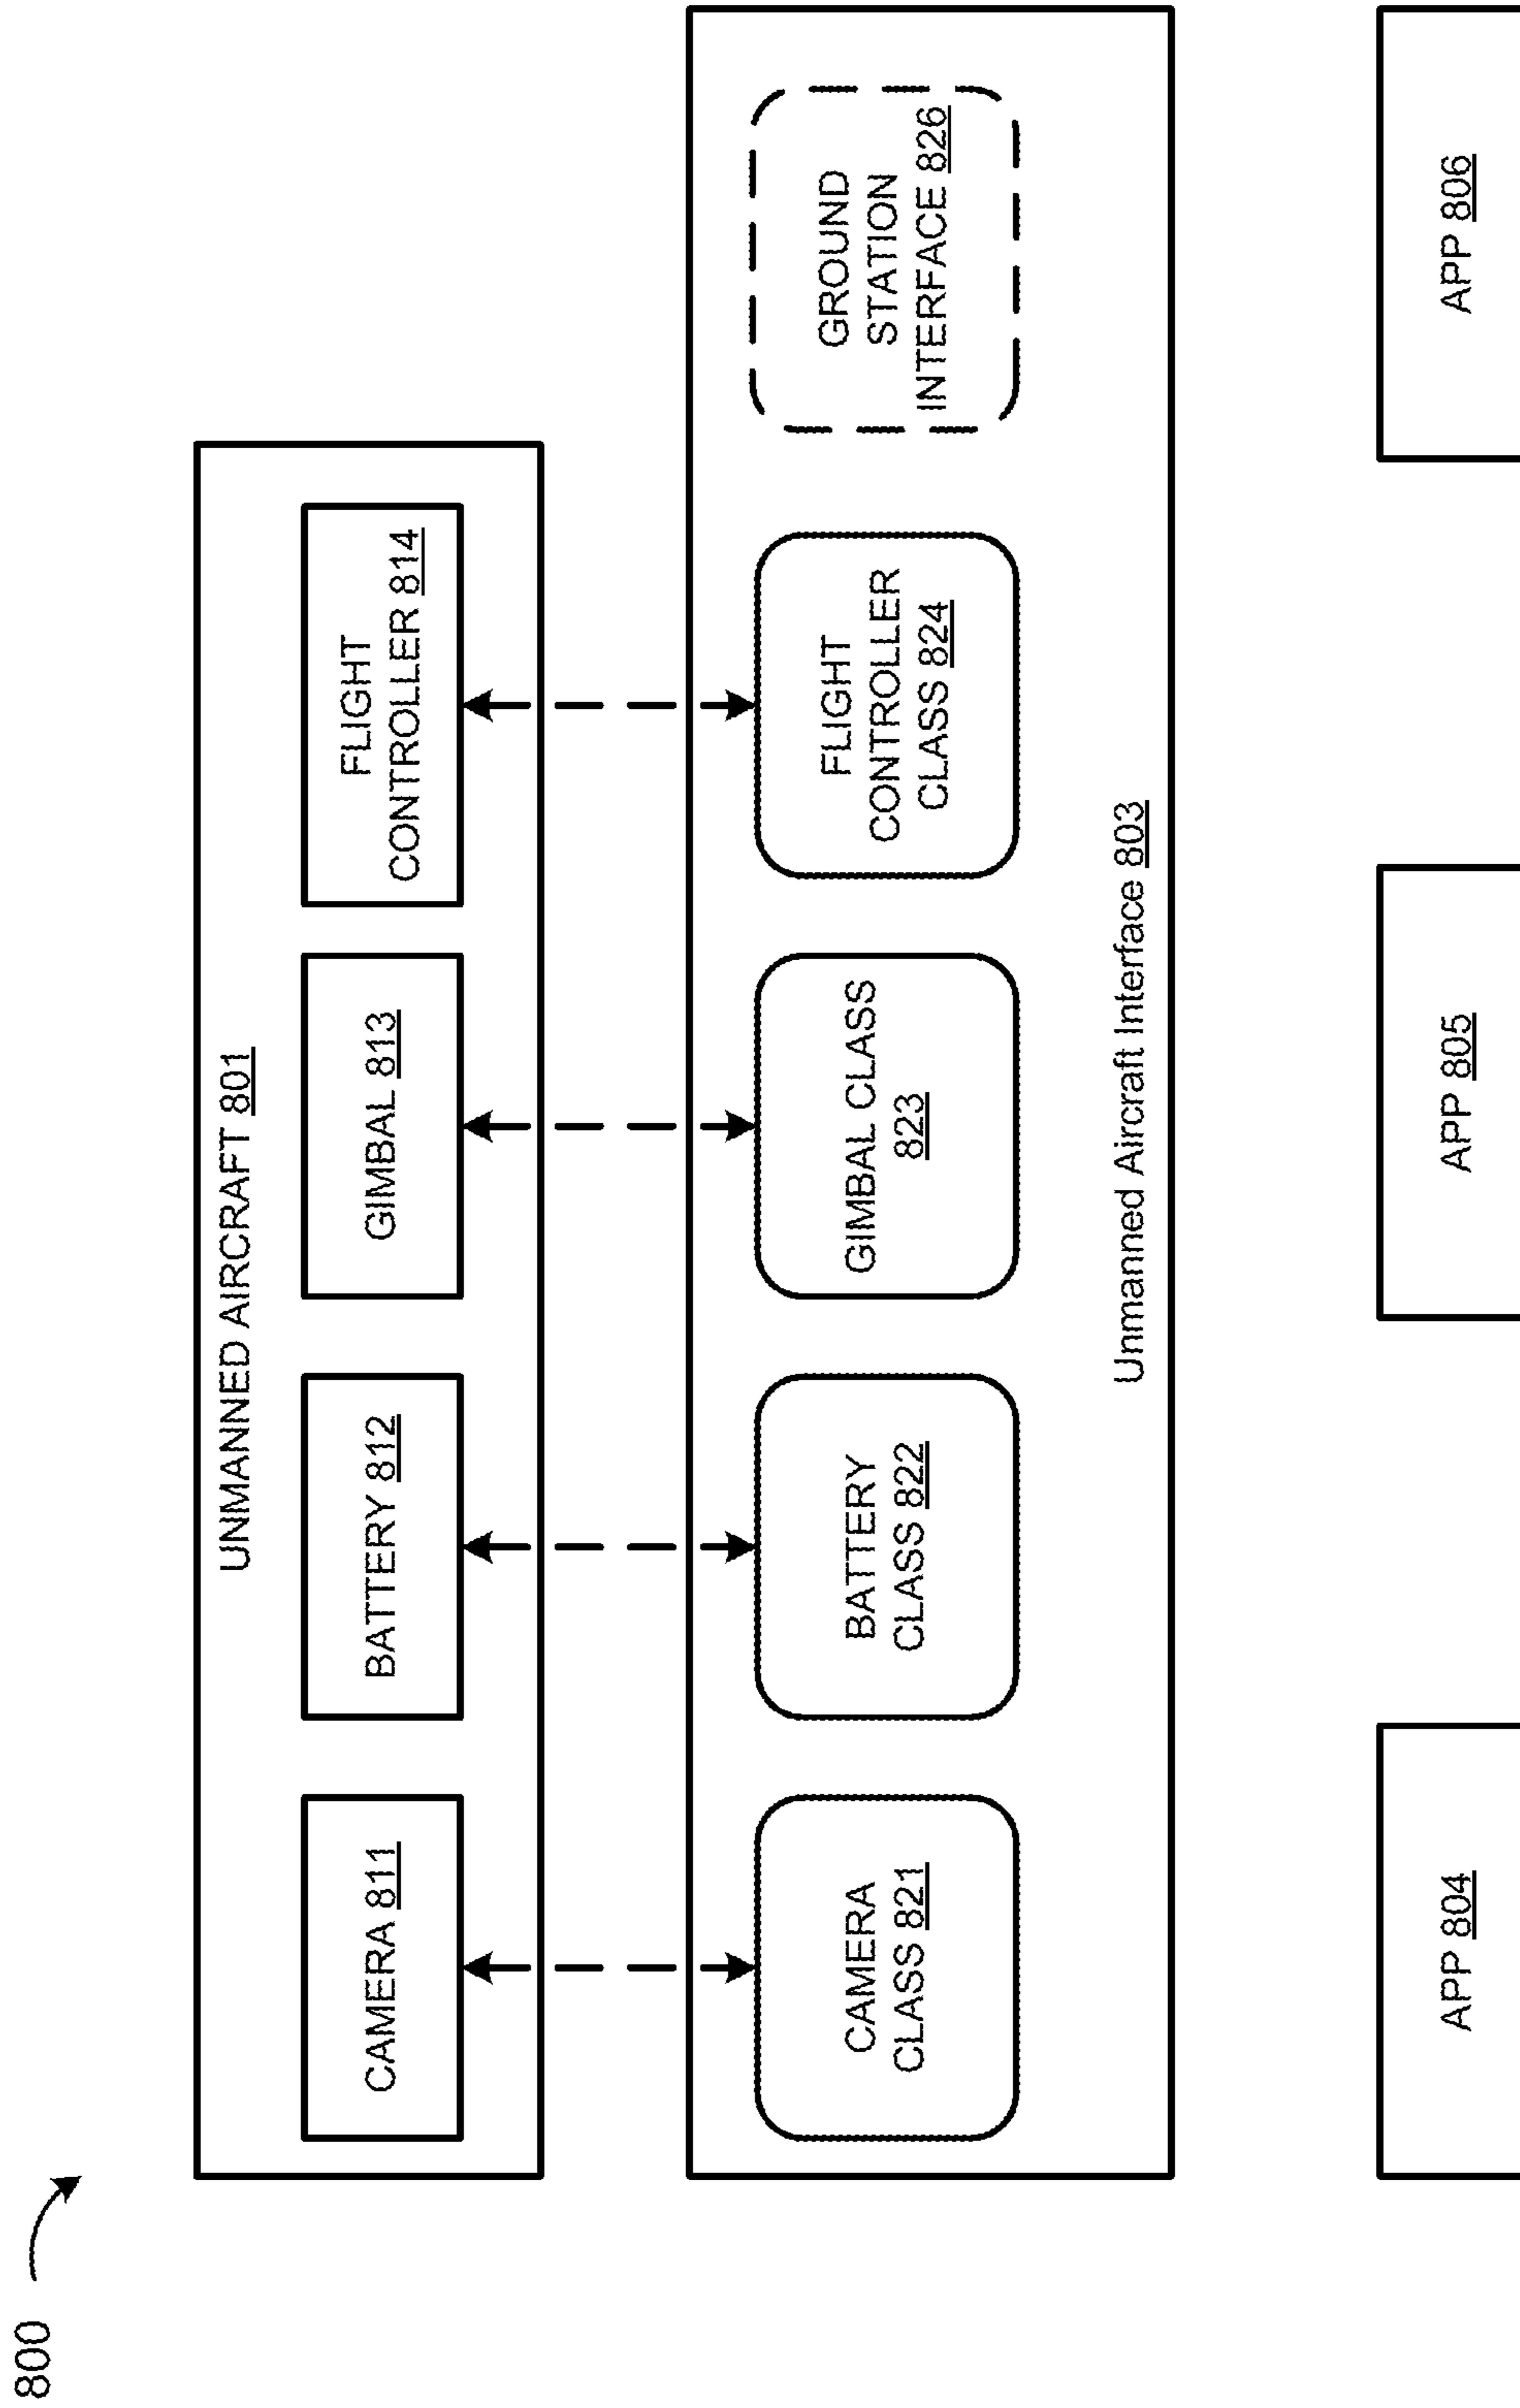 800
UNMANNED AIRCRAFT 801
CAMERA 811
BATTERY 812
GIMBAL 813
FLIGHT
CONTROLLER 814
CAMERA
CLASS 821
BATTERY
CLASS 822
GIMBAL CLASS
823
FLIGHT
CONTROLLER
CLASS 824
GROUND
STATION
INTERFACE 826
Unmanned Aircraft Interface 803
APP 804
APP 805
APP 806